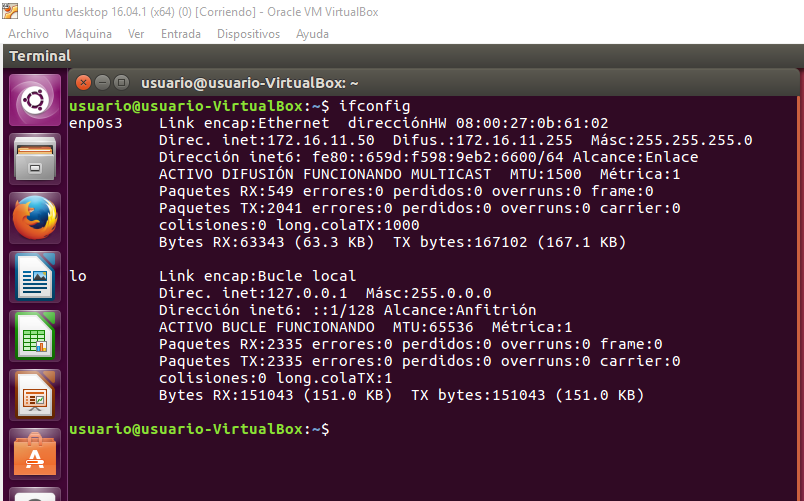 Ubuntu desktop 16.04.1 (x64) (0) [Corriendo] - Oracle VM VirtualBox
Archivo Máquina Ver Entrada Dispositivos Ayuda
Terminal
usuario@usuario-VirtualBox: ~
usuario@usuario-VirtualBox:~$ ifconfig
enp0s3 Link encap:Ethernet direcciónHW 08:00:27:0b:61:02
Direc. inet:172.16.11.50 Difus.:172.16.11.255 Másc:255.255.255.0
Dirección inet6: fe80::659d:f598:9eb2:6600/64 Alcance:Enlace
ACTIVO DIFUSIÓN FUNCIONANDO MULTICAST MTU:1500 Métrica:1
Paquetes RX:549 errores:0 perdidos:0 overruns:0 frame:0
Paquetes TX:2041 errores:0 perdidos:0 overruns:0 carrier:0
colisiones:0 long.colaTX:1000
Bytes RX:63343 (63.3 KB) TX bytes:167102 (167.1 KB)
lo Link encap:Bucle local
Direc. inet:127.0.0.1 Másc:255.0.0.0
Dirección inet6: ::1/128 Alcance:Anfitrión
ACTIVO BUCLE FUNCIONANDO MTU:65536 Métrica:1
Paquetes RX:2335 errores:0 perdidos:0 overruns:0 frame:0
Paquetes TX:2335 errores:0 perdidos:0 overruns:0 carrier:0
colisiones:0 long.colaTX:1
Bytes RX:151043 (151.0 KB) TX bytes:151043 (151.0 KB)
usuario@usuario-VirtualBox:~$